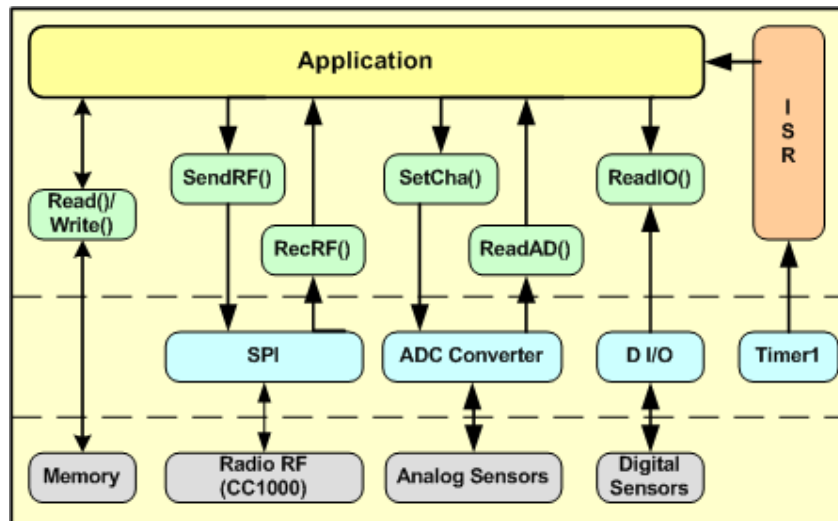 Application
I
S
R
SendRF()
SetCha()
ReadIO()
Read()/
Write()
RecRF()
ReadAD()
SPI
ADC Converter
D I/O
Timer1
Memory
Radio RF
(CC1000)
Analog Sensors
Digital
Sensors